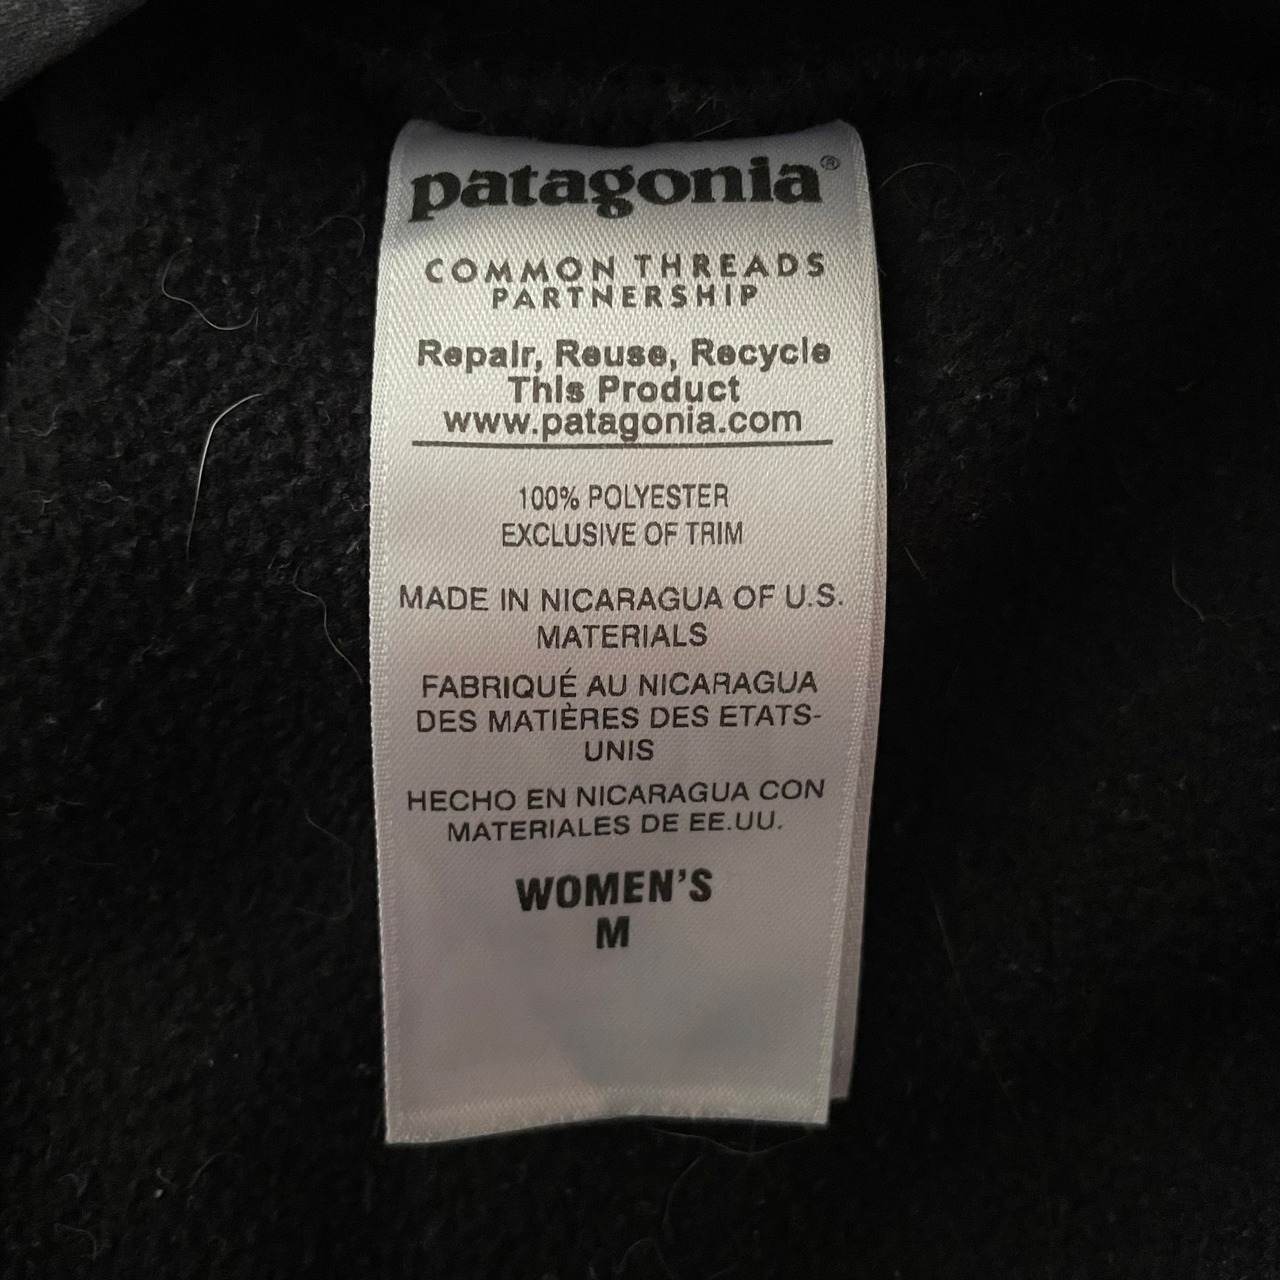 patagonia®
COMMON THREADS
PARTNERSHIP
Repair, Reuse, Recycle
This Product
www.patagonia.com
100% POLYESTER
EXCLUSIVE OF TRIM
MADE IN NICARAGUA OF U.S.
MATERIALS
FABRIQUÉ AU NICARAGUA
DES MATIÈRES DES ETATS-
UNIS
HECHO EN NICARAGUA CON
MATERIALES DE EE.UU.
WOMEN'S
M